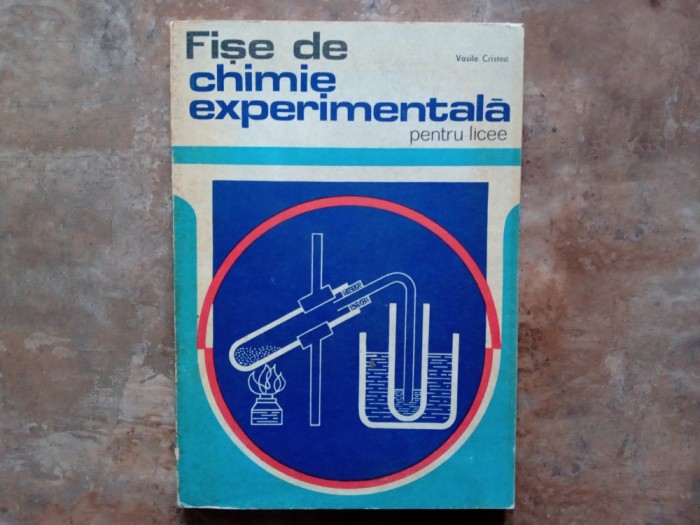 Fișe de
Vasile Cristea
chimie
experimentală
pentru licee